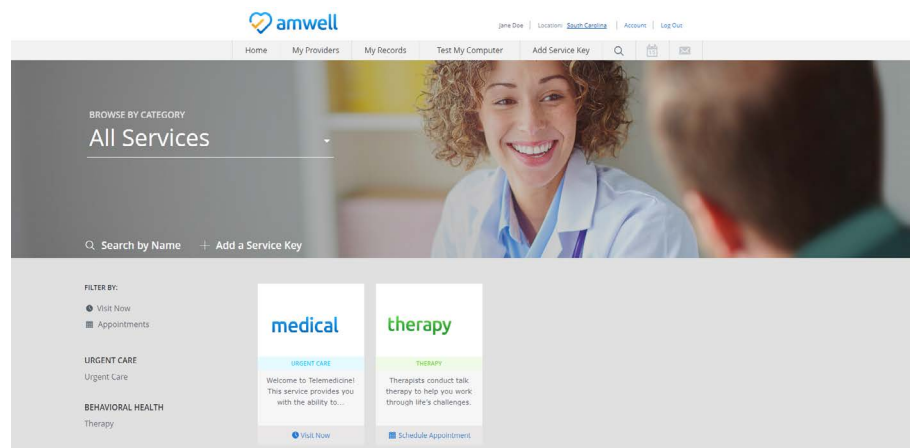 amwell
Jane Doe | Location: South Carolina | Account | Log Out
Home My Providers My Records Test My Computer Add Service Key
BROWSE BY CATEGORY
All Services
Search by Name + Add a Service Key
FILTER BY:
Visit Now
Appointments
URGENT CARE
Urgent Care
BEHAVIORAL HEALTH
Therapy
medical
URGENT CARE
Welcome to Telemedicine!
This service provides you
with the ability to...
Visit Now
therapy
THERAPY
Therapists conduct talk
therapy to help you work
through life's challenges.
Schedule Appointment